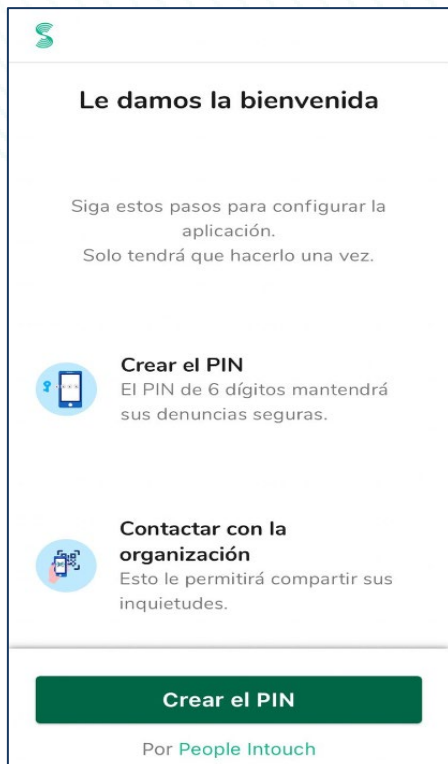 Le damos la bienvenida
Siga estos pasos para configurar la
aplicación.
Solo tendrá que hacerlo una vez.
Crear el PIN
El PIN de 6 dígitos mantendrá
sus denuncias seguras.
Contactar con la
organización
Esto le permitirá compartir sus
inquietudes.
Crear el PIN
Por People Intouch